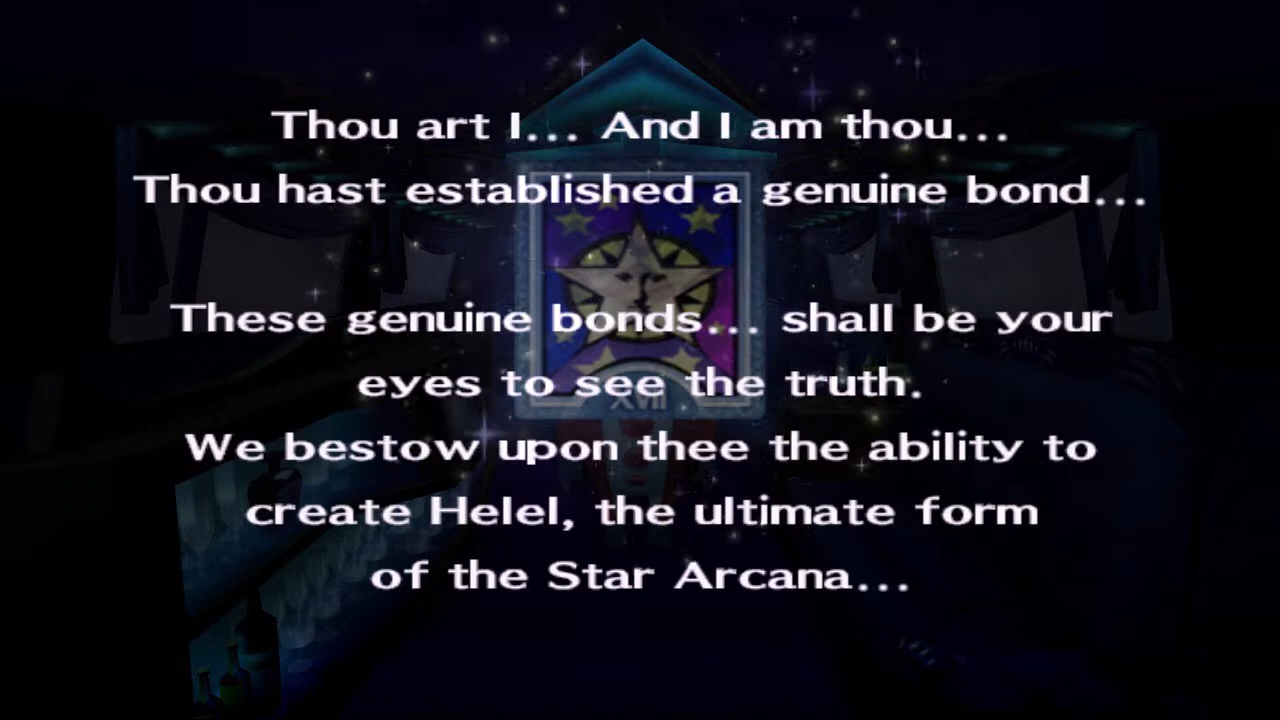 Thou art I... And I am thou...
Thou hast established a genuine bond...
These genuine bonds... shall be your
eyes to see the truth.
We bestow upon thee the ability to
create Helel, the ultimate form
of the Star Arcana...
XVII